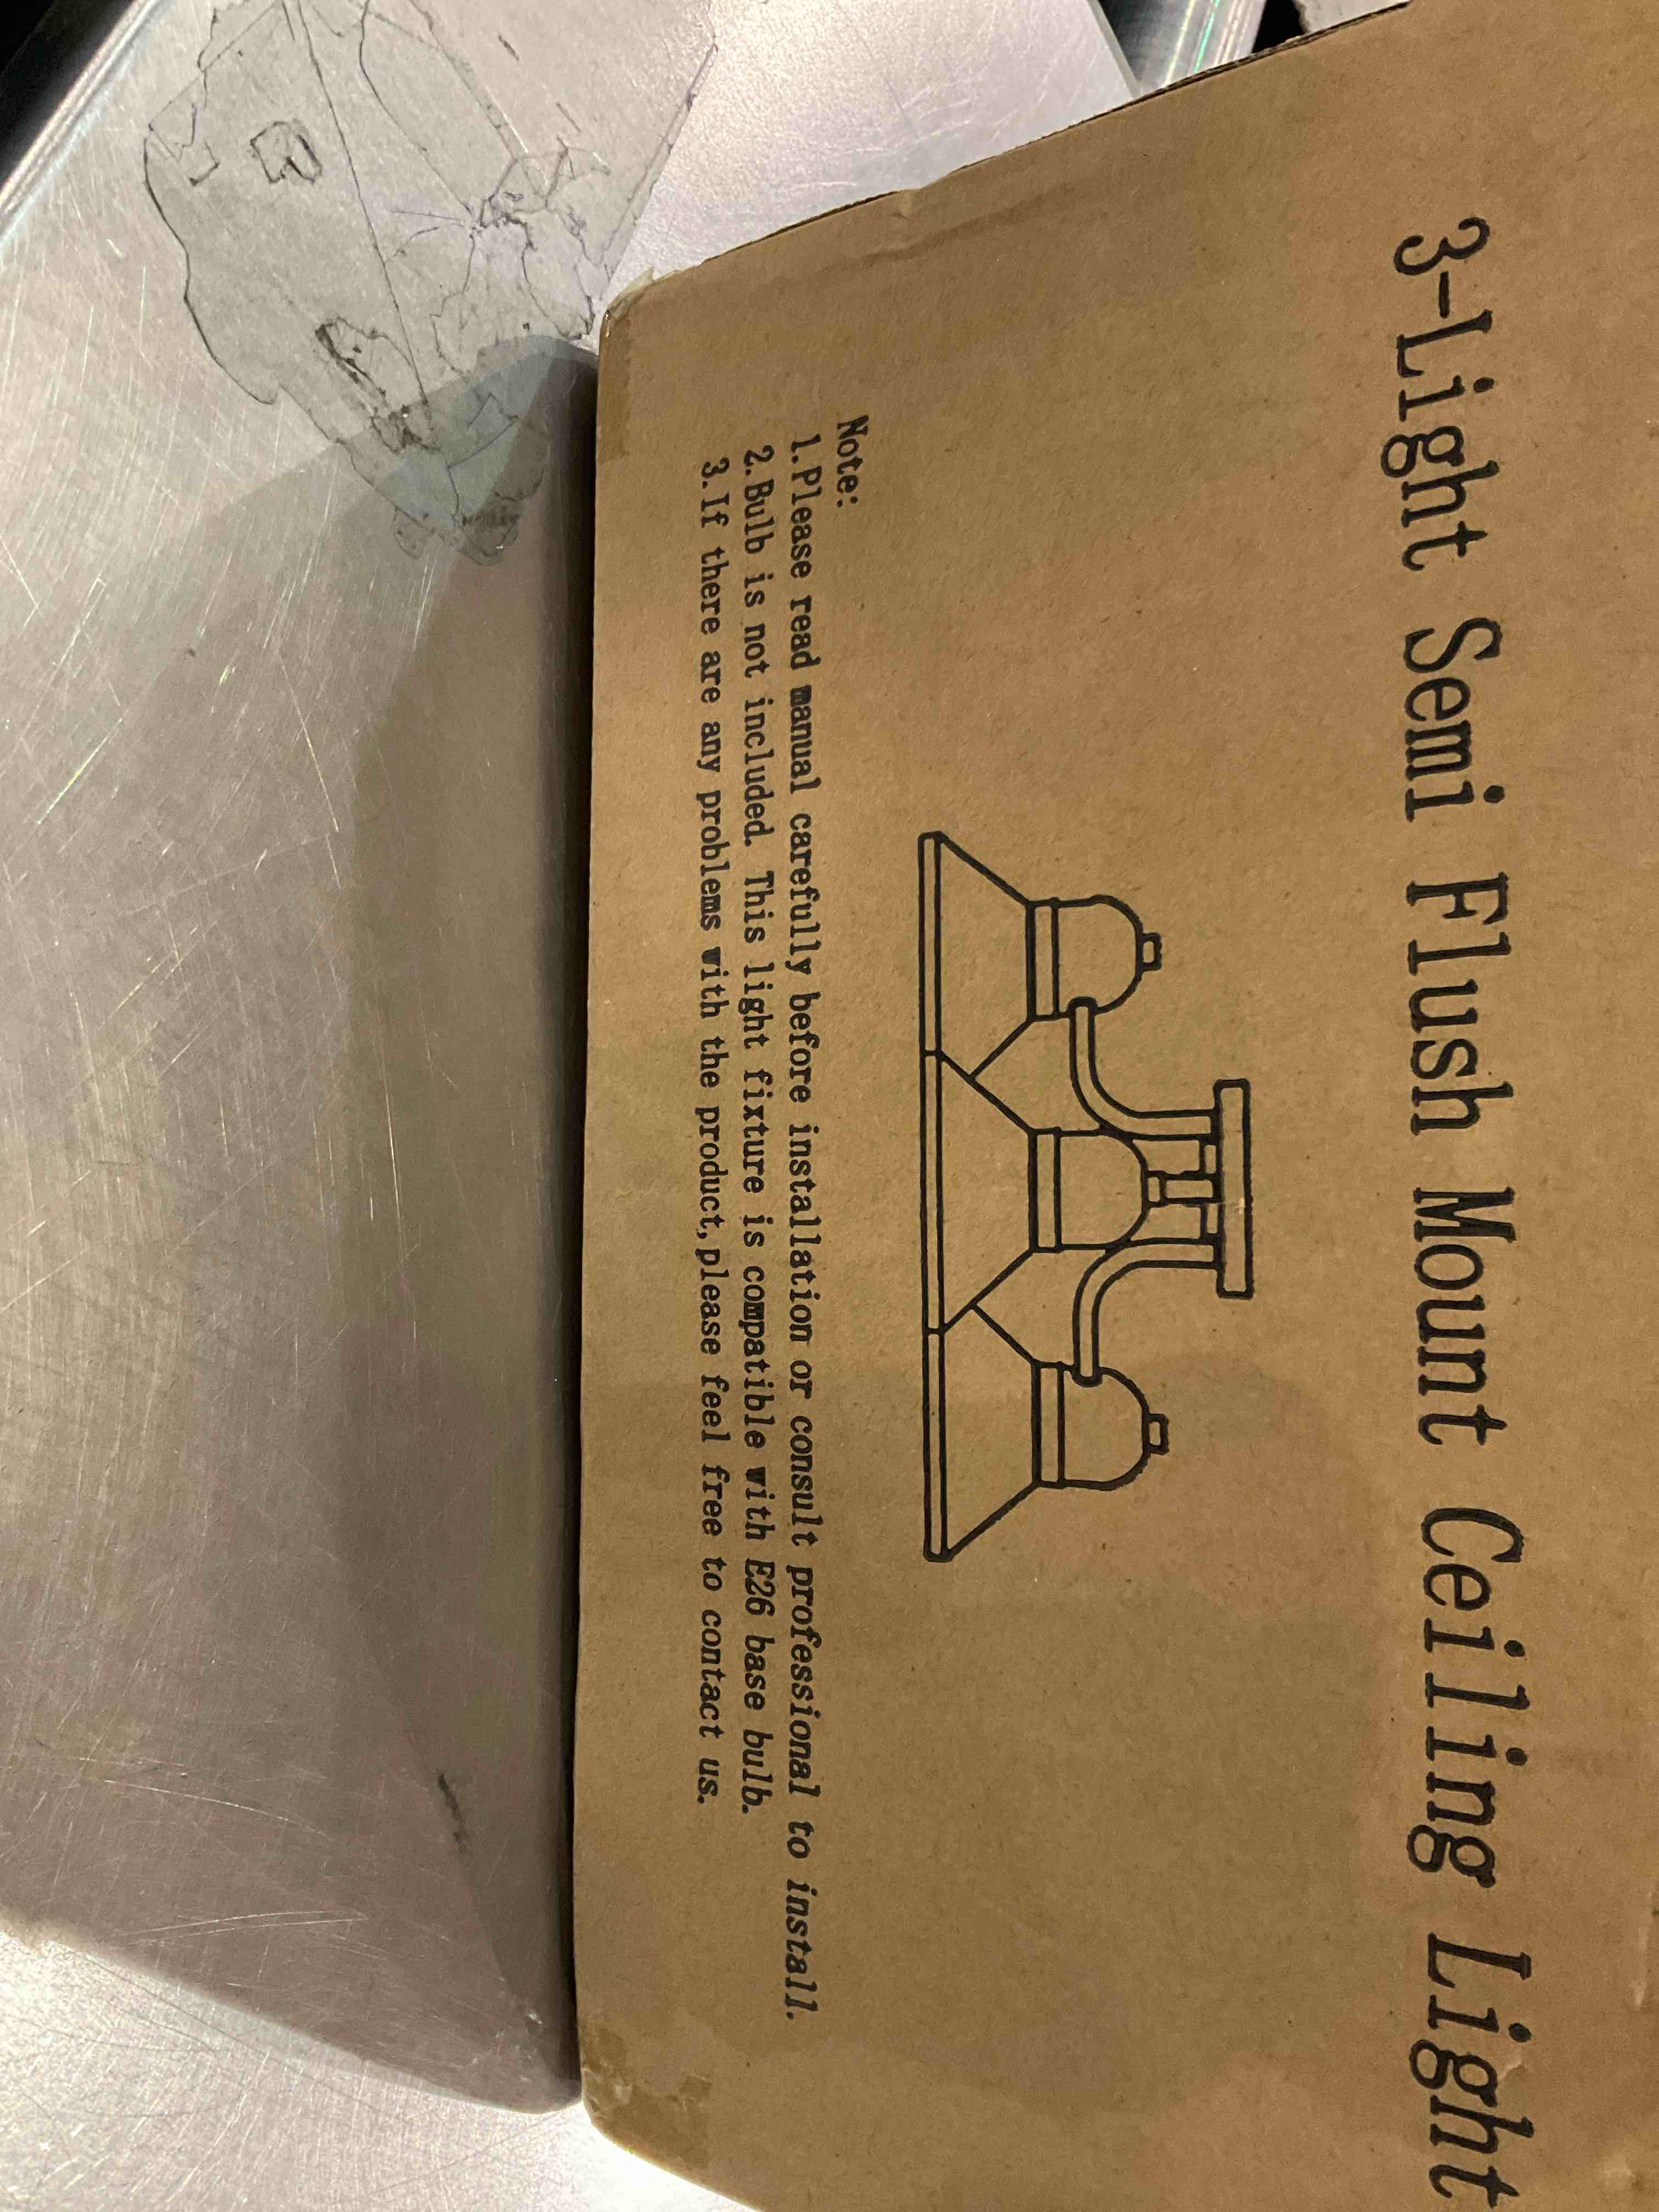 3-Light Semi Flush Mount Ceiling Light
Note:
1.Please read manual carefully before installation or consult professional to install.
2.Bulb is not included. This light fixture is compatible with E26 base bulb.
3.If there are any problems with the product,please feel free to contact us.